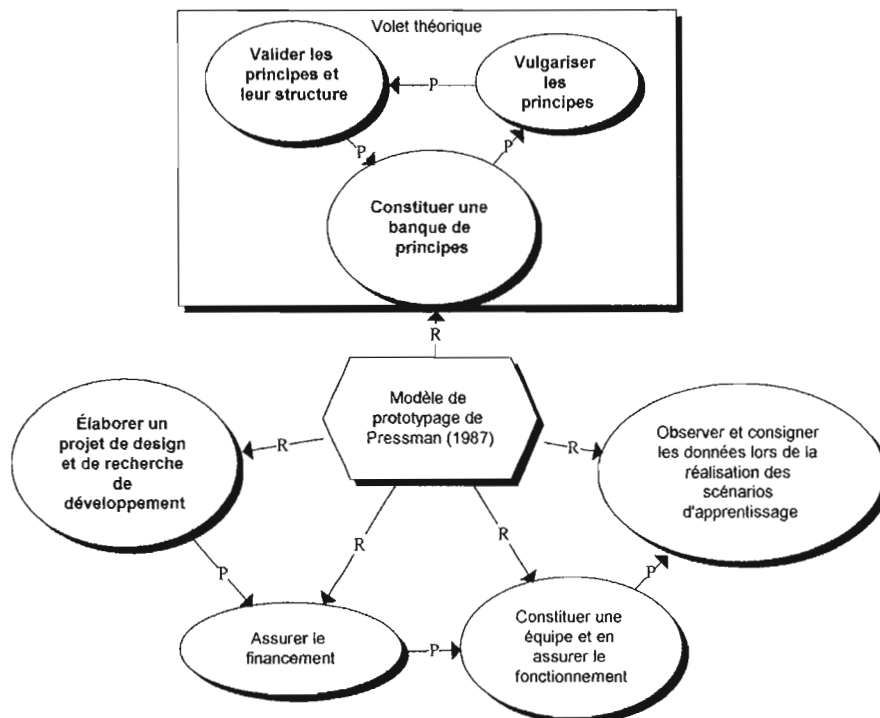 Volet théorique
Valider les
principes et
leur structure
Vulgariser
les
principes
P
P
P
Constituer une
banque de
principes
R
Modèle de
prototypage de
Pressman (1987)
Élaborer un
projet de design
et de recherche
de
développement
R
R
Observer et consigner
les données lors de la
réalisation des
scénarios
d'apprentissage
R
R
P
P
Assurer le
financement
P
Constituer une
équipe et en
assurer le
fonctionnement